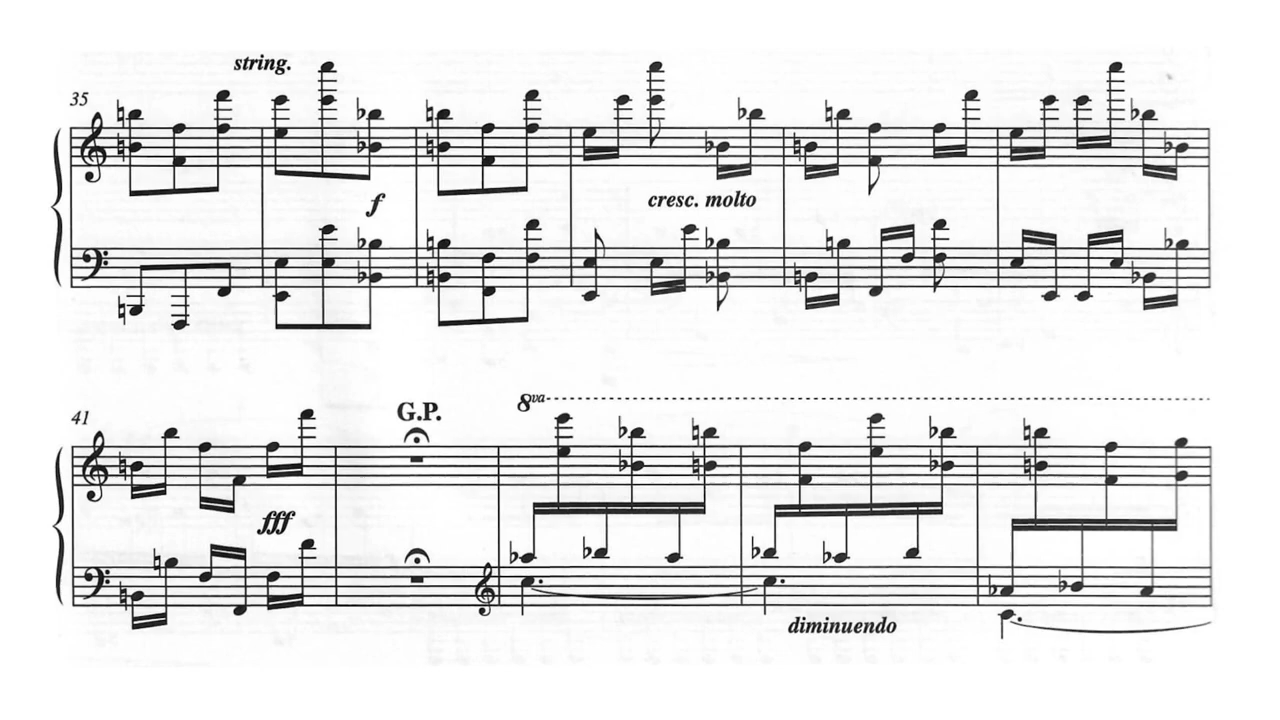 string.
35
f
cresc. molto
41
G.P.
8va
fff
diminuendo